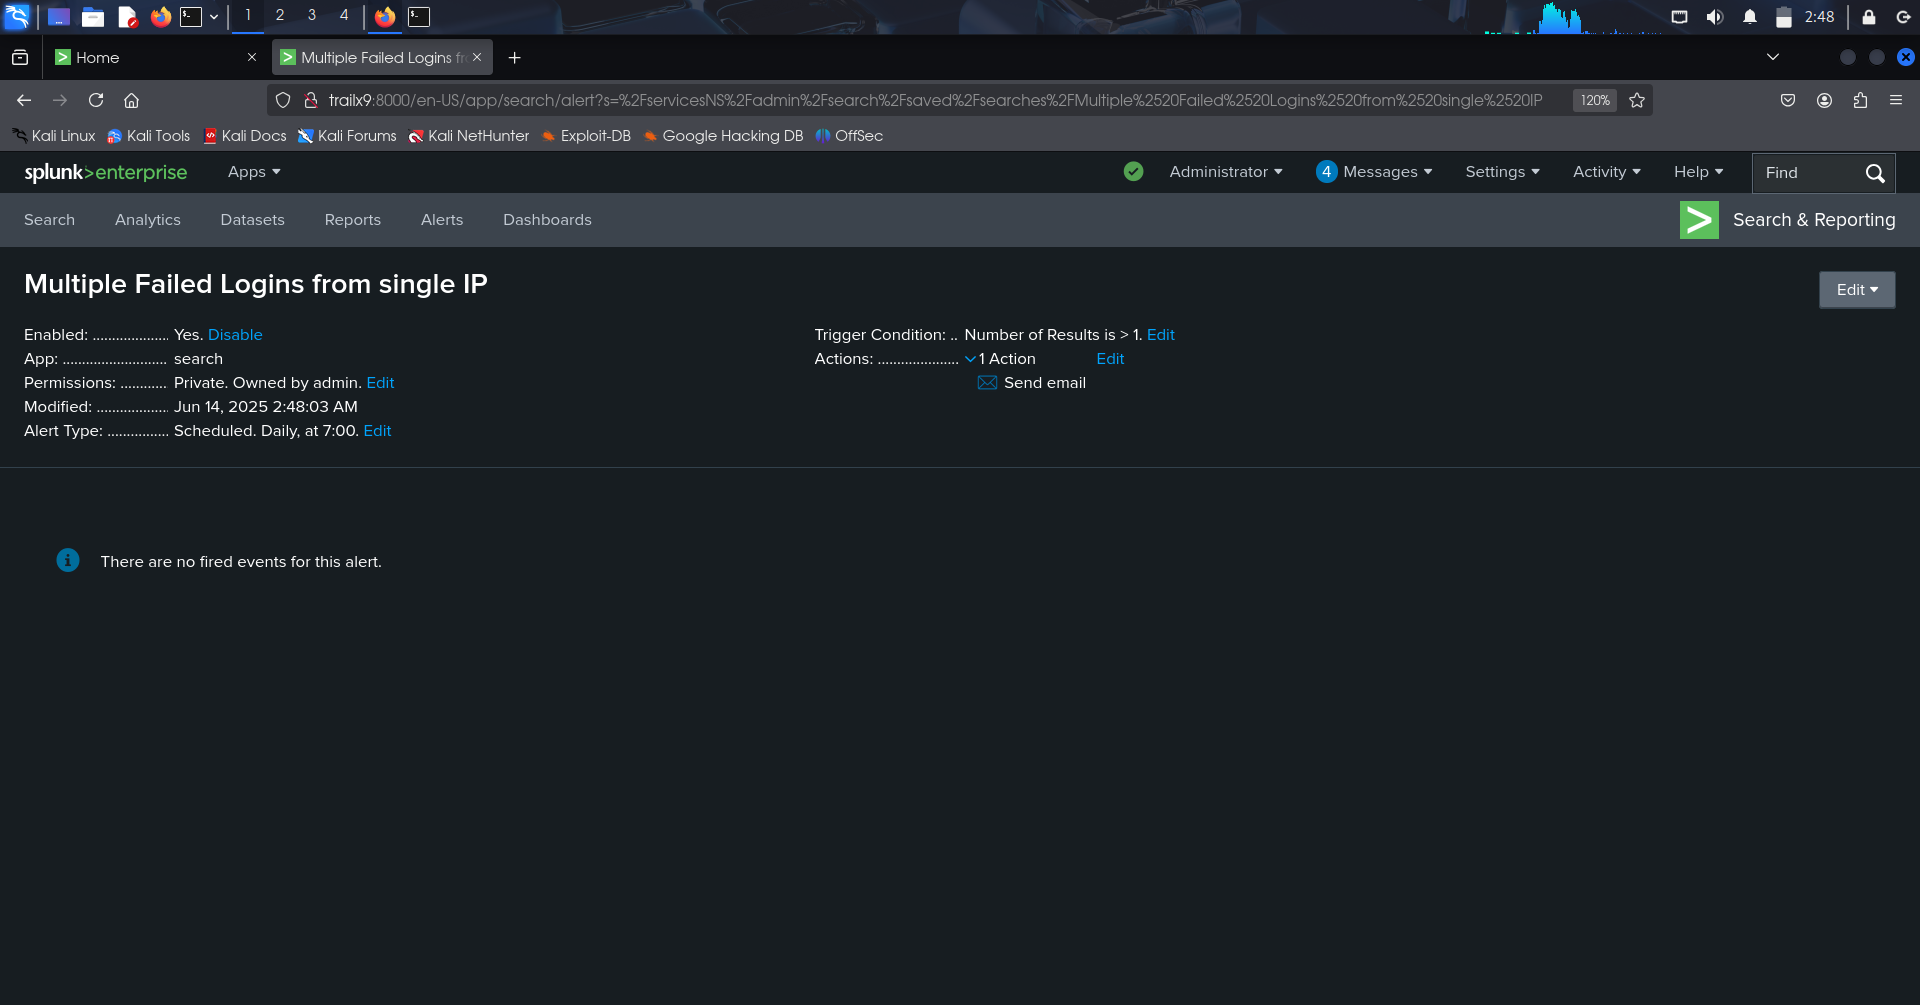 1 2 3 4 2:48
Home
Multiple Failed Logins fr
trailx9:8000/en-US/app/search/alert?s=%2FservicesNS%2Fadmin%2Fsearch%2Fsaved%2Fsearches%2FMultiple%2520Failed%2520Logins%2520from%2520single%2520IP 120%
Kali Linux Kali Tools Kali Docs Kali Forums Kali NetHunter Exploit-DB Google Hacking DB OffSec
splunk>enterprise Apps Administrator 4 Messages Settings Activity Help Find
Search Analytics Datasets Reports Alerts Dashboards Search & Reporting
Multiple Failed Logins from single IP
Edit
Enabled: .................... Yes. Disable
App: ........................... search
Permissions: ............ Private. Owned by admin. Edit
Modified: ................... Jun 14, 2025 2:48:03 AM
Alert Type: ................ Scheduled. Daily, at 7:00. Edit
Trigger Condition: .. Number of Results is > 1. Edit
Actions: ..................... 1 Action Edit
Send email
There are no fired events for this alert.